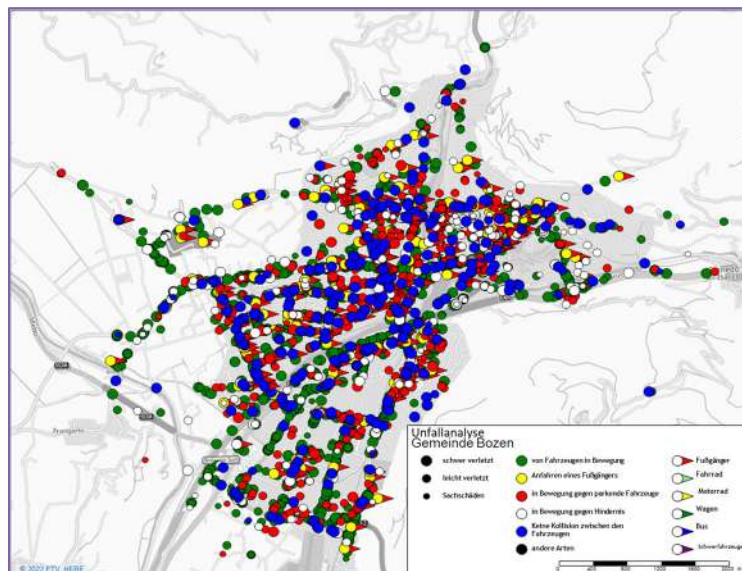 Unfallanalyse
Gemeinde Bozen
schwer verletzt
leicht verletzt
Sachschäden
von Fahrzeugen in Bewegung
Anfahren eines Fußgängers
in Bewegung gegen parkende Fahrzeuge
in Bewegung gegen Hindernis
Keine Kollision zwischen den
Fahrzeugen
andere Arten
Fußgänger
Fahrrad
Motorrad
Wagen
Bus
Schwerfahrzeuge
Frangarto
© 2022 PTV, HERE